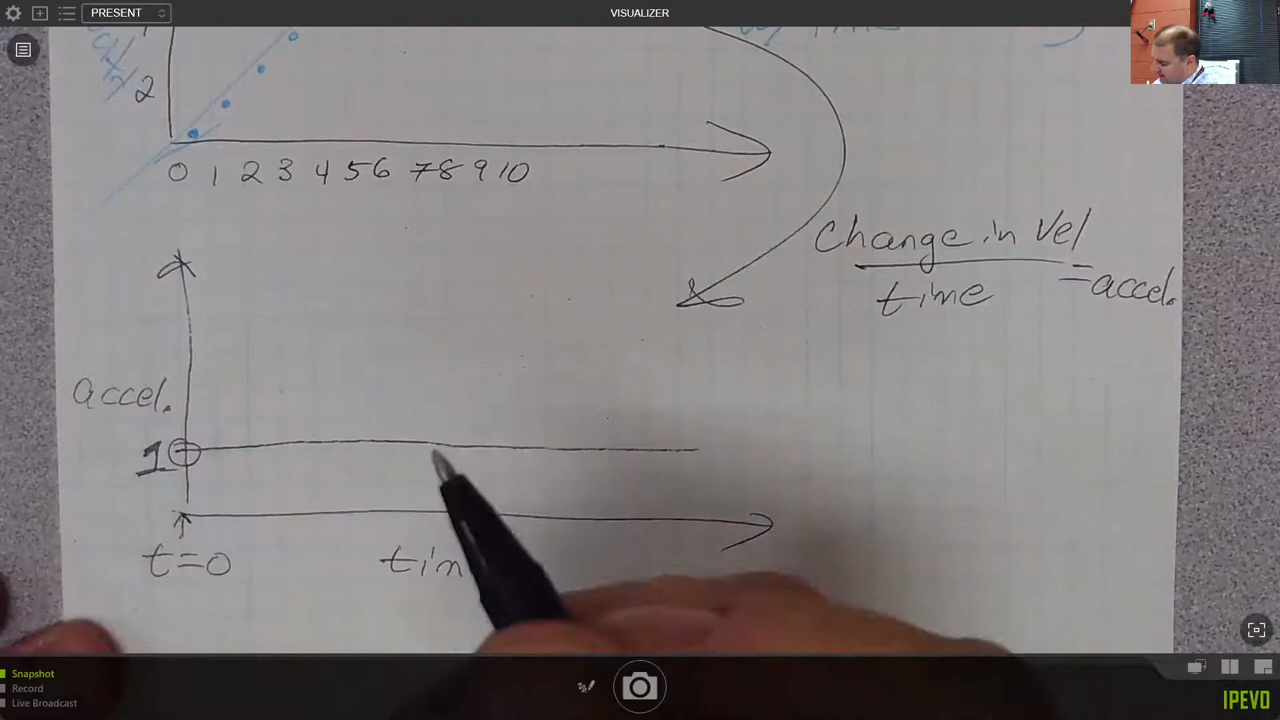 PRESENT
VISUALIZER
2
0 1 2 3 4 5 6 7 8 9 10
Change in Vel
time
=accel.
accel.
1
t=0
tim
Snapshot
Record
Live Broadcast
IPEVO